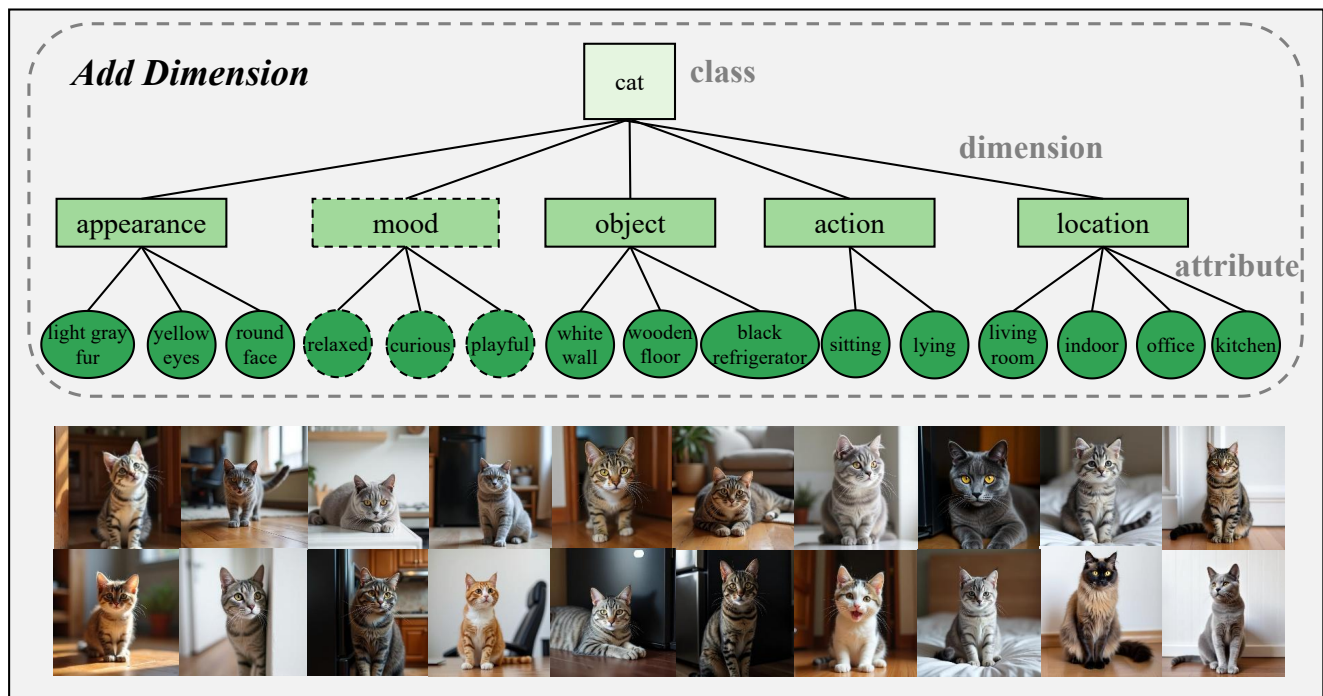 Add Dimension
cat
class
dimension
appearance
mood
object
action
location
attribute
light gray
fur
yellow
eyes
round
face
relaxed
curious
playful
white
wall
wooden
floor
black
refrigerator
sitting
lying
living
room
indoor
office
kitchen